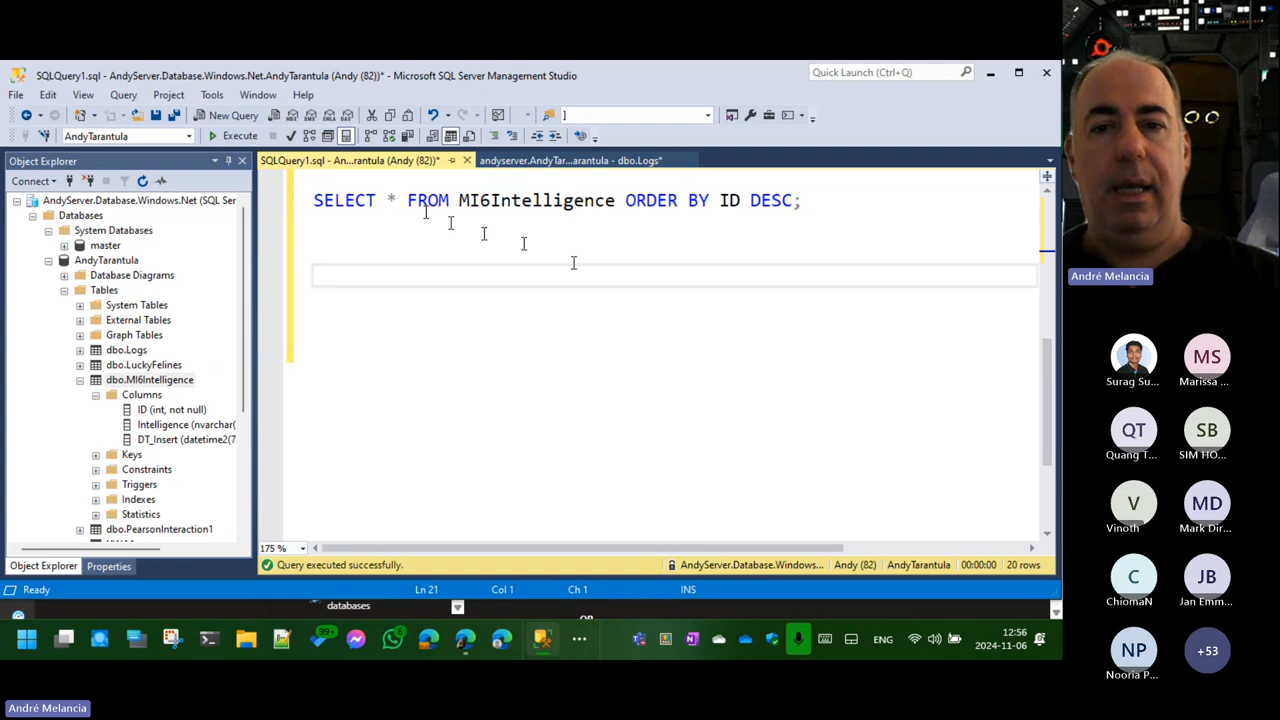 SQLQuery1.sql - AndyServer.Database.Windows.Net.AndyTarantula (Andy (82))* - Microsoft SQL Server Management Studio
Quick Launch (Ctrl+Q)
File Edit View Query Project Tools Window Help
New Query
]
AndyTarantula
Execute
Object Explorer
SQLQuery1.sql - An...rantula (Andy (82))*
andyserver.AndyTar...arantula - dbo.Logs*
Connect
AndyServer.Database.Windows.Net (SQL Ser
Databases
System Databases
master
AndyTarantula
Database Diagrams
Tables
System Tables
External Tables
Graph Tables
dbo.Logs
dbo.LuckyFelines
dbo.MI6Intelligence
Columns
ID (int, not null)
Intelligence (nvarchar(
DT_Insert (datetime2(7
Keys
Constraints
Triggers
Indexes
Statistics
dbo.PearsonInteraction1
SELECT * FROM MI6Intelligence ORDER BY ID DESC;
175 %
Object Explorer Properties
Query executed successfully.
AndyServer.Database.Windows... Andy (82) AndyTarantula 00:00:00 20 rows
Ready
Ln 21
Col 1
Ch 1
INS
databases
99+
6
ENG
12:56
2024-11-06
André Melancia
Surag Su...
MS
Marissa ...
QT
Quang T...
SB
SIM HO...
V
Vinoth
MD
Mark Dir...
C
ChiomaN
JB
Jan Emm...
NP
Nooria P...
+53
André Melancia